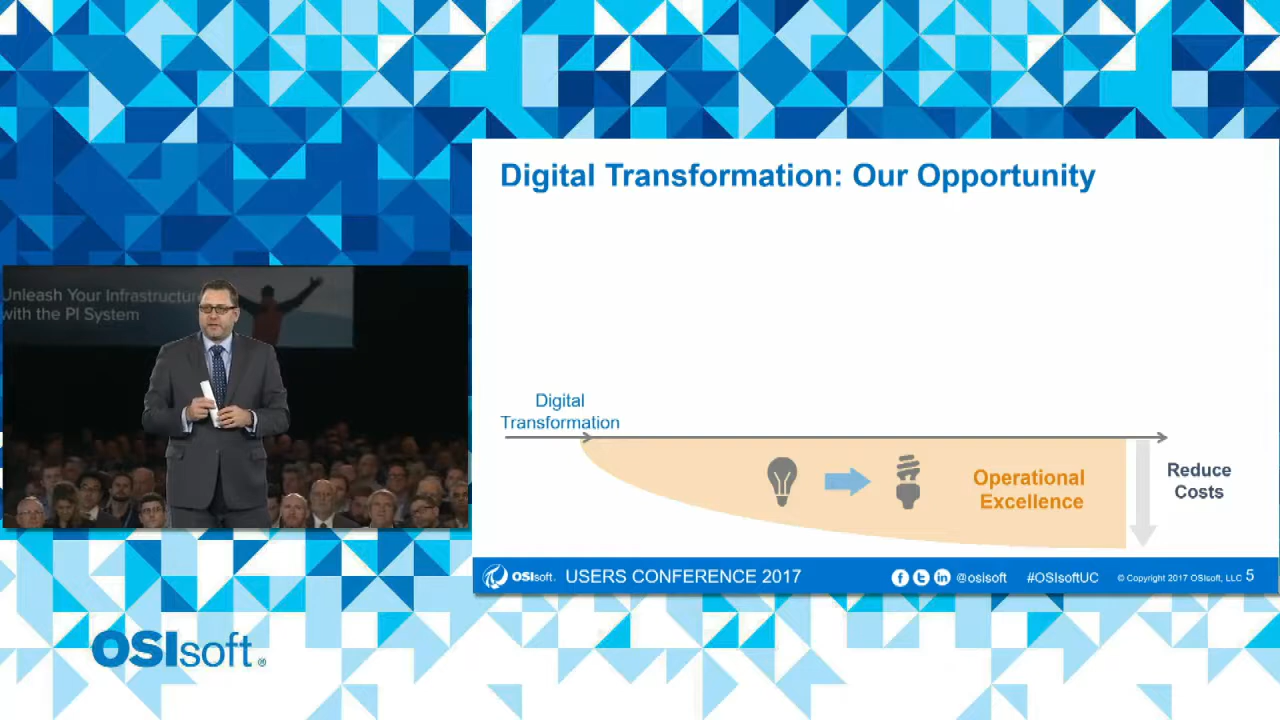 Digital Transformation: Our Opportunity
Unleash Your Infrastructur
with the PI System
Digital
Transformation
Operational
Excellence
Reduce
Costs
OSIsoft. USERS CONFERENCE 2017
@osisoft #OSIsoftUC © Copyright 2017 OSIsoft, LLC 5
OSIsoft®